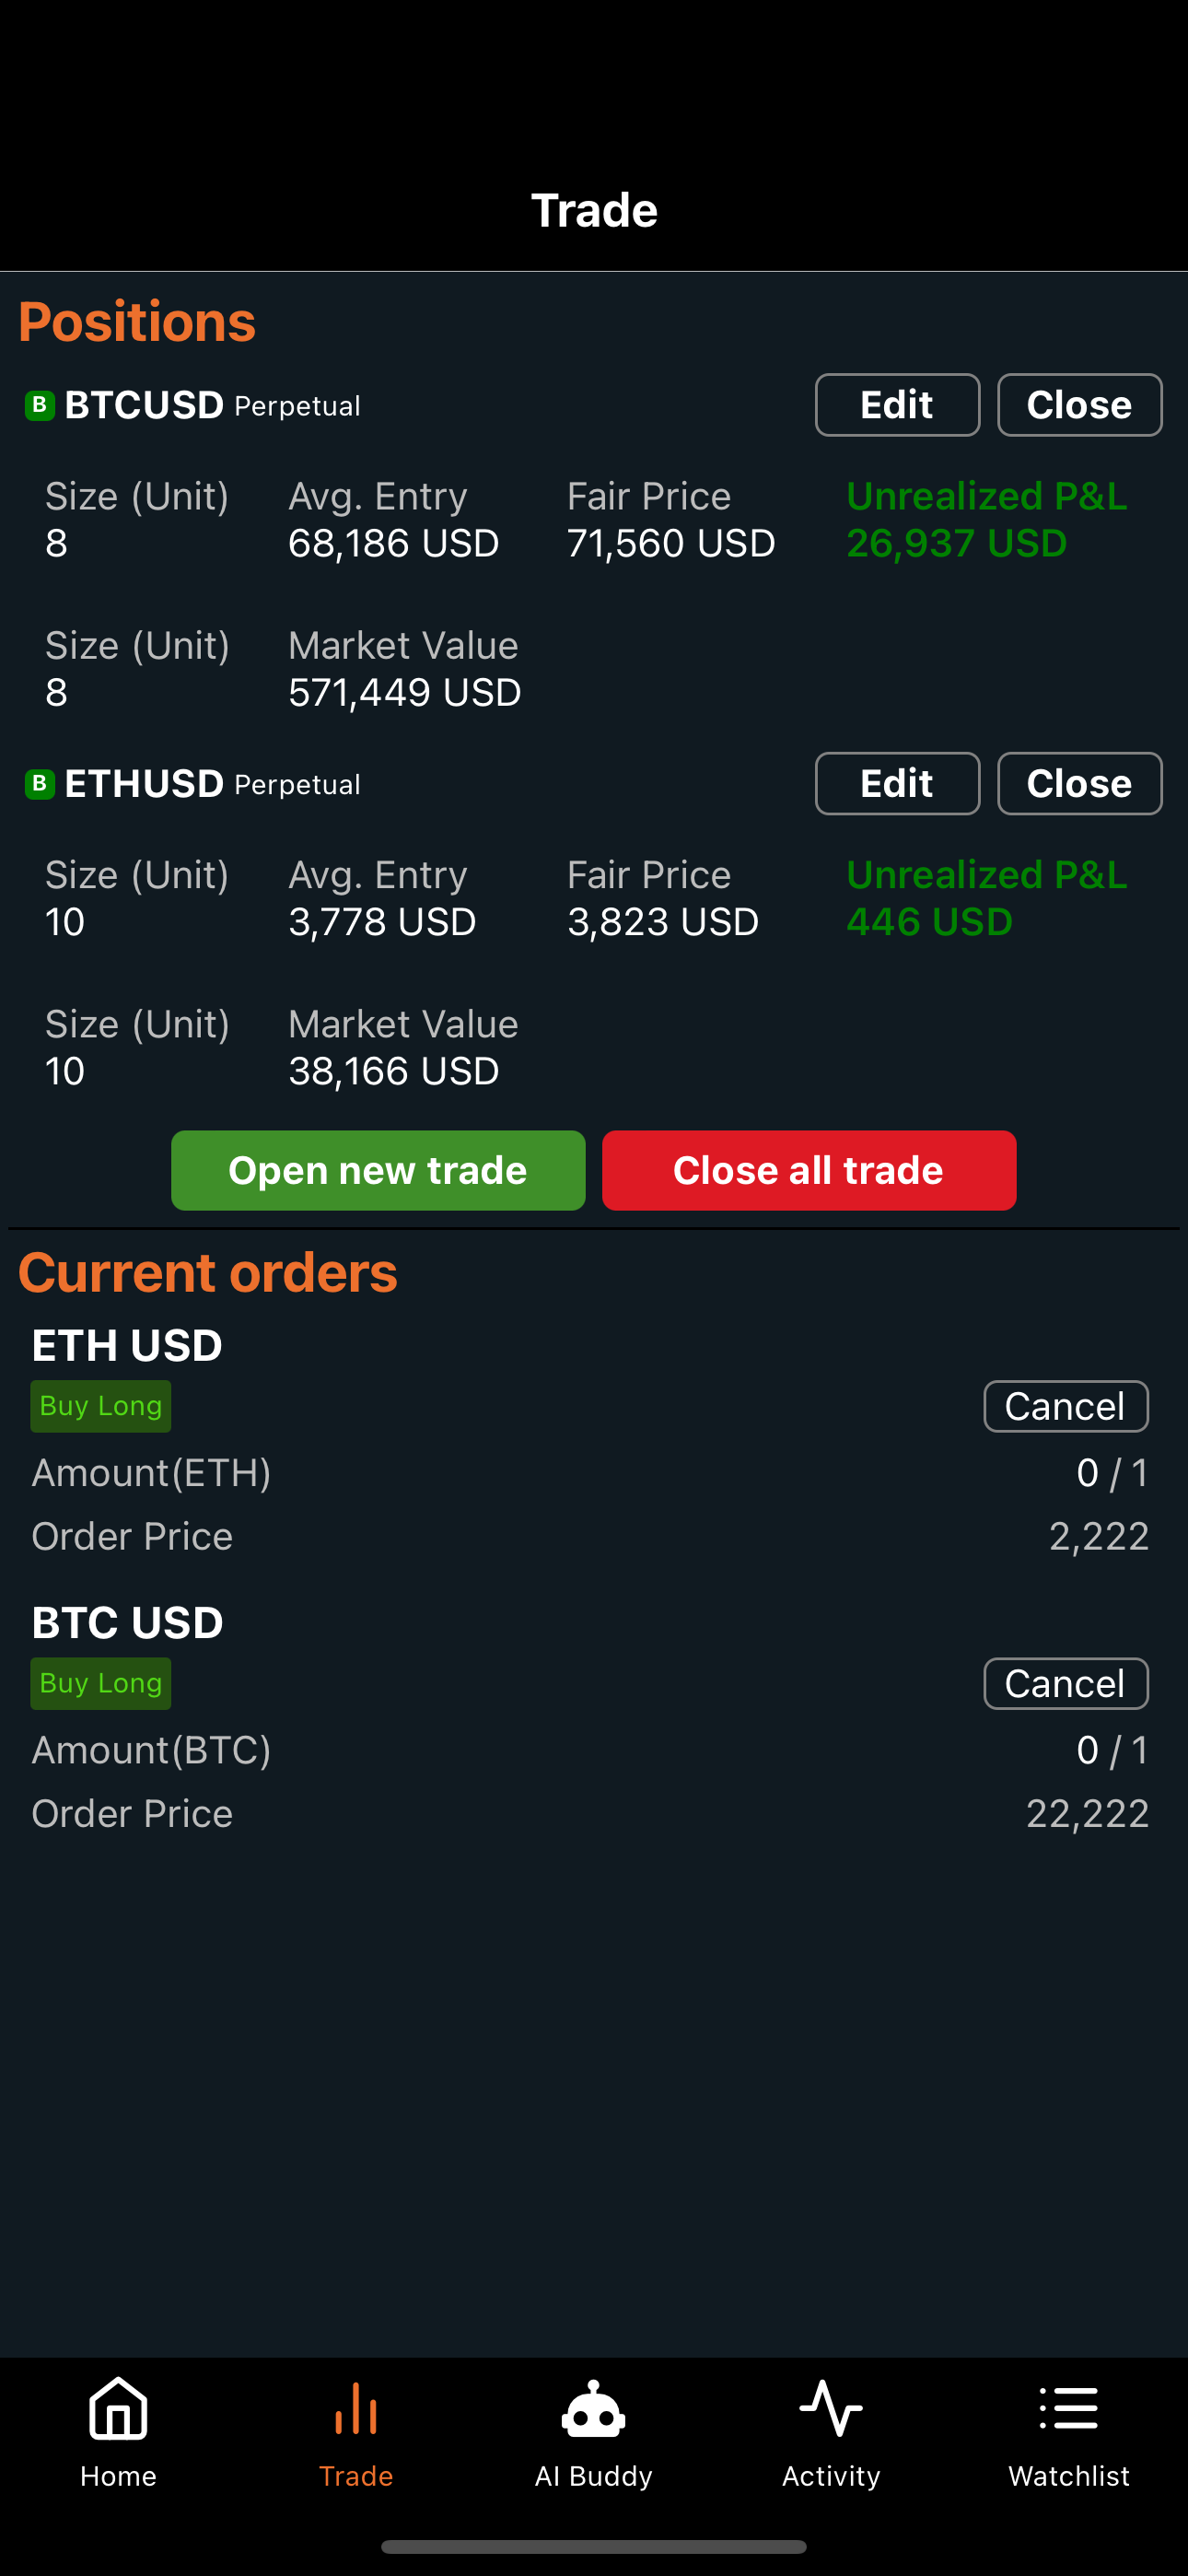 Trade
Positions
B BTCUSD Perpetual Edit Close
Size (Unit) Avg. Entry Fair Price Unrealized P&L
8 68,186 USD 71,560 USD 26,937 USD
Size (Unit) Market Value
8 571,449 USD
B ETHUSD Perpetual Edit Close
Size (Unit) Avg. Entry Fair Price Unrealized P&L
10 3,778 USD 3,823 USD 446 USD
Size (Unit) Market Value
10 38,166 USD
Open new trade Close all trade
Current orders
ETH USD
Buy Long Cancel
Amount(ETH) 0 / 1
Order Price 2,222
BTC USD
Buy Long Cancel
Amount(BTC) 0 / 1
Order Price 22,222
Home Trade AI Buddy Activity Watchlist